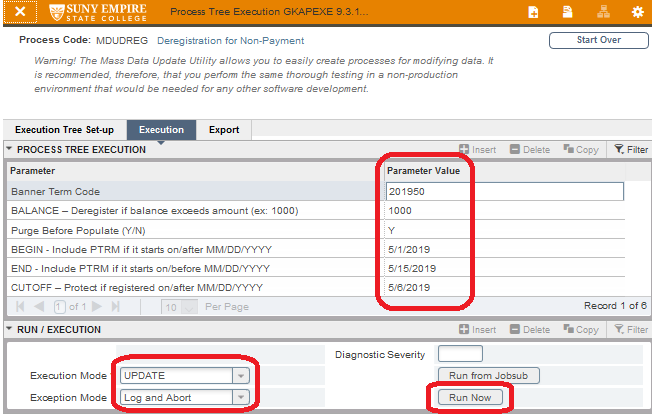 SUNY EMPIRE
STATE COLLEGE
Process Tree Execution GKAPEXE 9.3.1...
Process Code: MDUDREG Deregistration for Non-Payment
Start Over
Warning! The Mass Data Update Utility allows you to easily create processes for modifying data. It
is recommended, therefore, that you perform the same thorough testing in a non-production
environment that would be needed for any other software development.
Execution Tree Set-up Execution Export
PROCESS TREE EXECUTION Insert Delete Copy Filter
Parameter Parameter Value
Banner Term Code 201950
BALANCE – Deregister if balance exceeds amount (ex: 1000) 1000
Purge Before Populate (Y/N) Y
BEGIN - Include PTRM if it starts on/after MM/DD/YYYY 5/1/2019
END - Include PTRM if it starts on/before MM/DD/YYYY 5/15/2019
CUTOFF – Protect if registered on/after MM/DD/YYYY 5/6/2019
1 of 1 10 Per Page Record 1 of 6
RUN / EXECUTION Insert Delete Copy Filter
Diagnostic Severity
Execution Mode UPDATE Run from Jobsub
Exception Mode Log and Abort Run Now